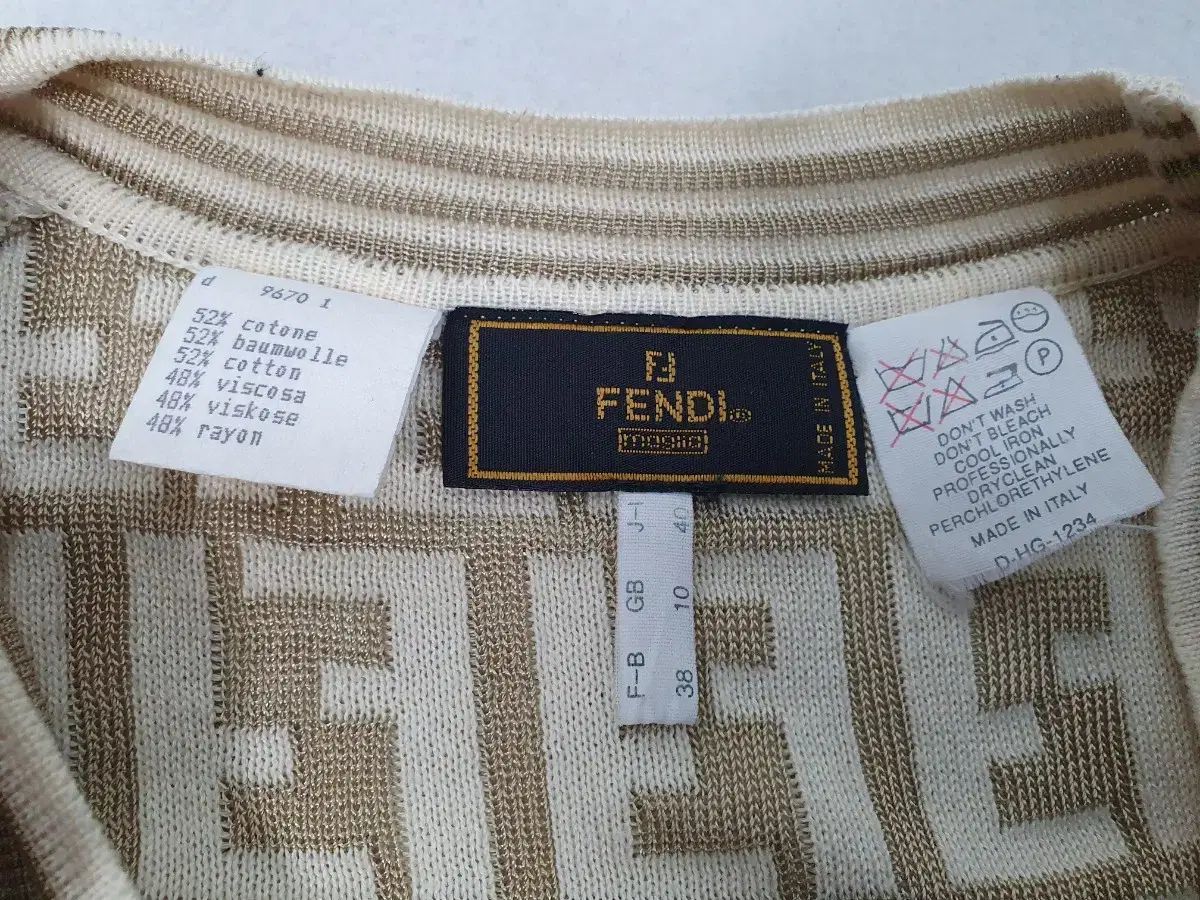 d 9670 1
52% cotone
52% baumwolle
52% cotton
48% viscosa
48% viskose
48% rayon
FENDI®
maglia
MADE IN ITALY
F-B GB J-I
38 10 40
P
DON'T WASH
DON'T BLEACH
COOL IRON
PROFESSIONALLY
DRYCLEAN
PERCHLORETHYLENE
MADE IN ITALY
D-HG-1234